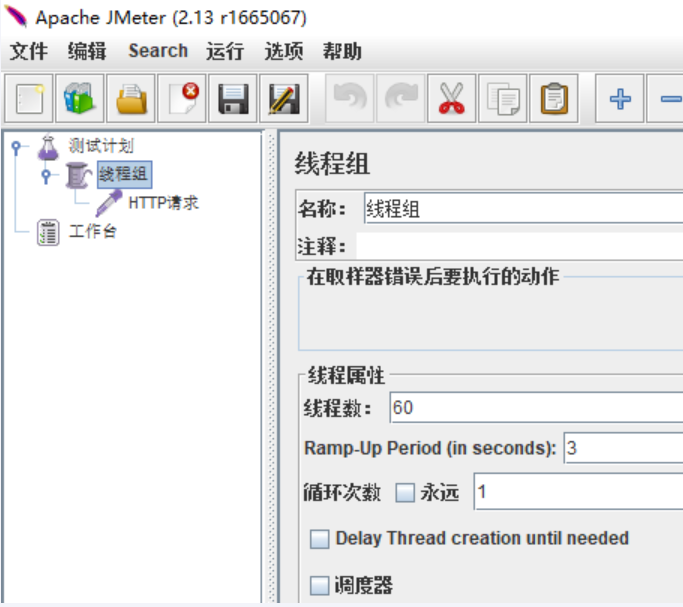 Apache JMeter (2.13 r1665067)
文件 编辑 Search 运行 选项 帮助
测试计划
线程组
HTTP请求
工作台
线程组
名称： 线程组
注释：
在取样器错误后要执行的动作
线程属性
线程数： 60
Ramp-Up Period (in seconds): 3
循环次数 永远 1
Delay Thread creation until needed
调度器